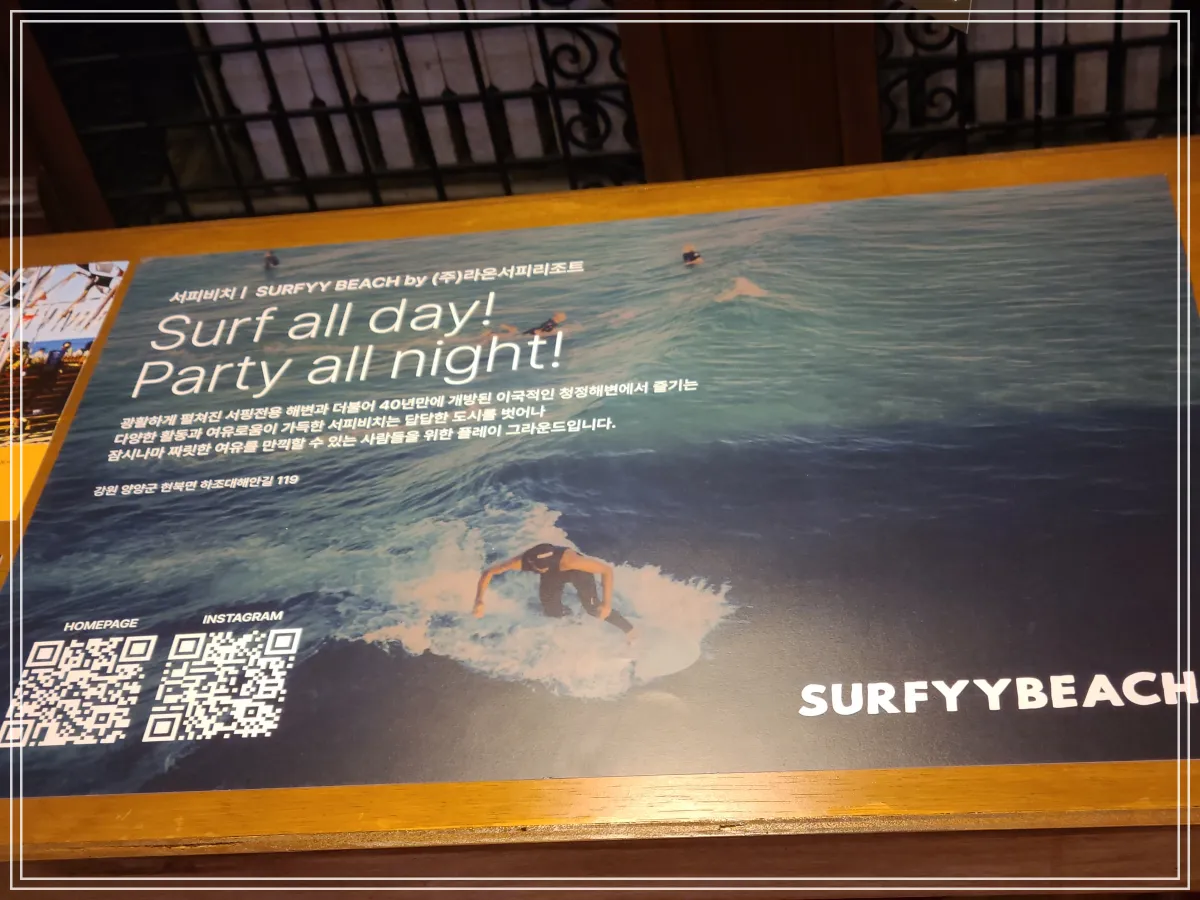 서피비치 | SURFYY BEACH by (주)라온서피리조트
Surf all day!
Party all night!
광활하게 펼쳐진 서핑전용 해변과 더불어 40년만에 개방된 이국적인 청정해변에서 즐기는
다양한 활동과 여유로움이 가득한 서피비치는 답답한 도시를 벗어나
잠시나마 짜릿한 여유를 만끽할 수 있는 사람들을 위한 플레이 그라운드입니다.
강원 양양군 현북면 하조대해안길 119
HOMEPAGE
INSTAGRAM
SURFYYBEACH